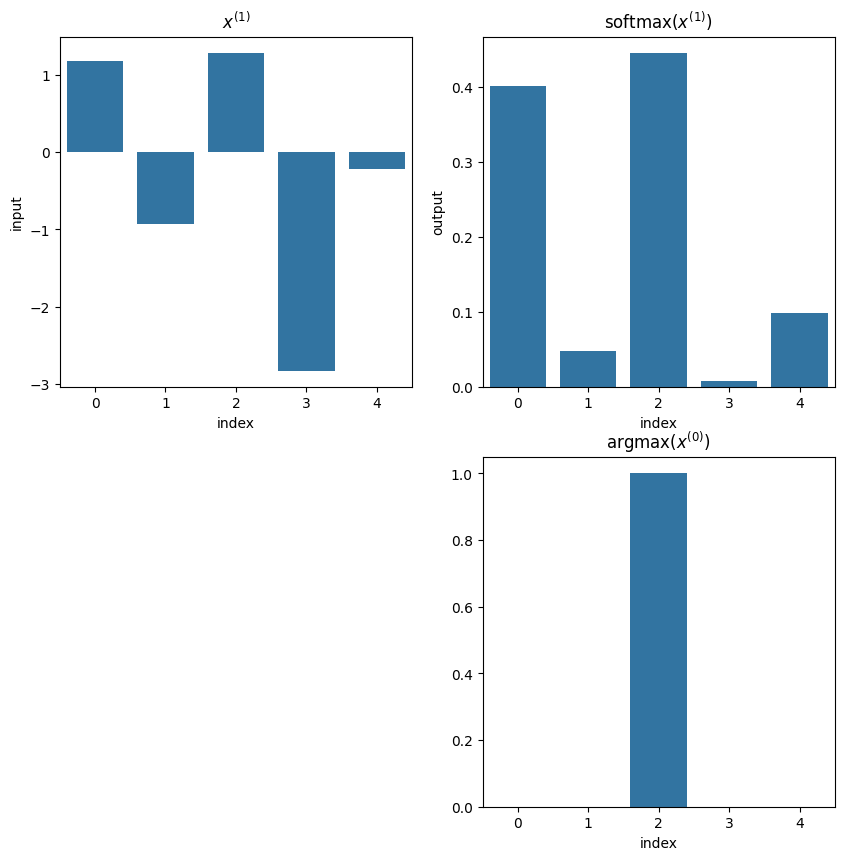 x^{(1)}
1
0
−1
−2
−3
input
0 1 2 3 4
index
softmax(x^{(1)})
0.4
0.3
0.2
0.1
0.0
output
0 1 2 3 4
index
argmax(x^{(0)})
1.0
0.8
0.6
0.4
0.2
0.0
0 1 2 3 4
index